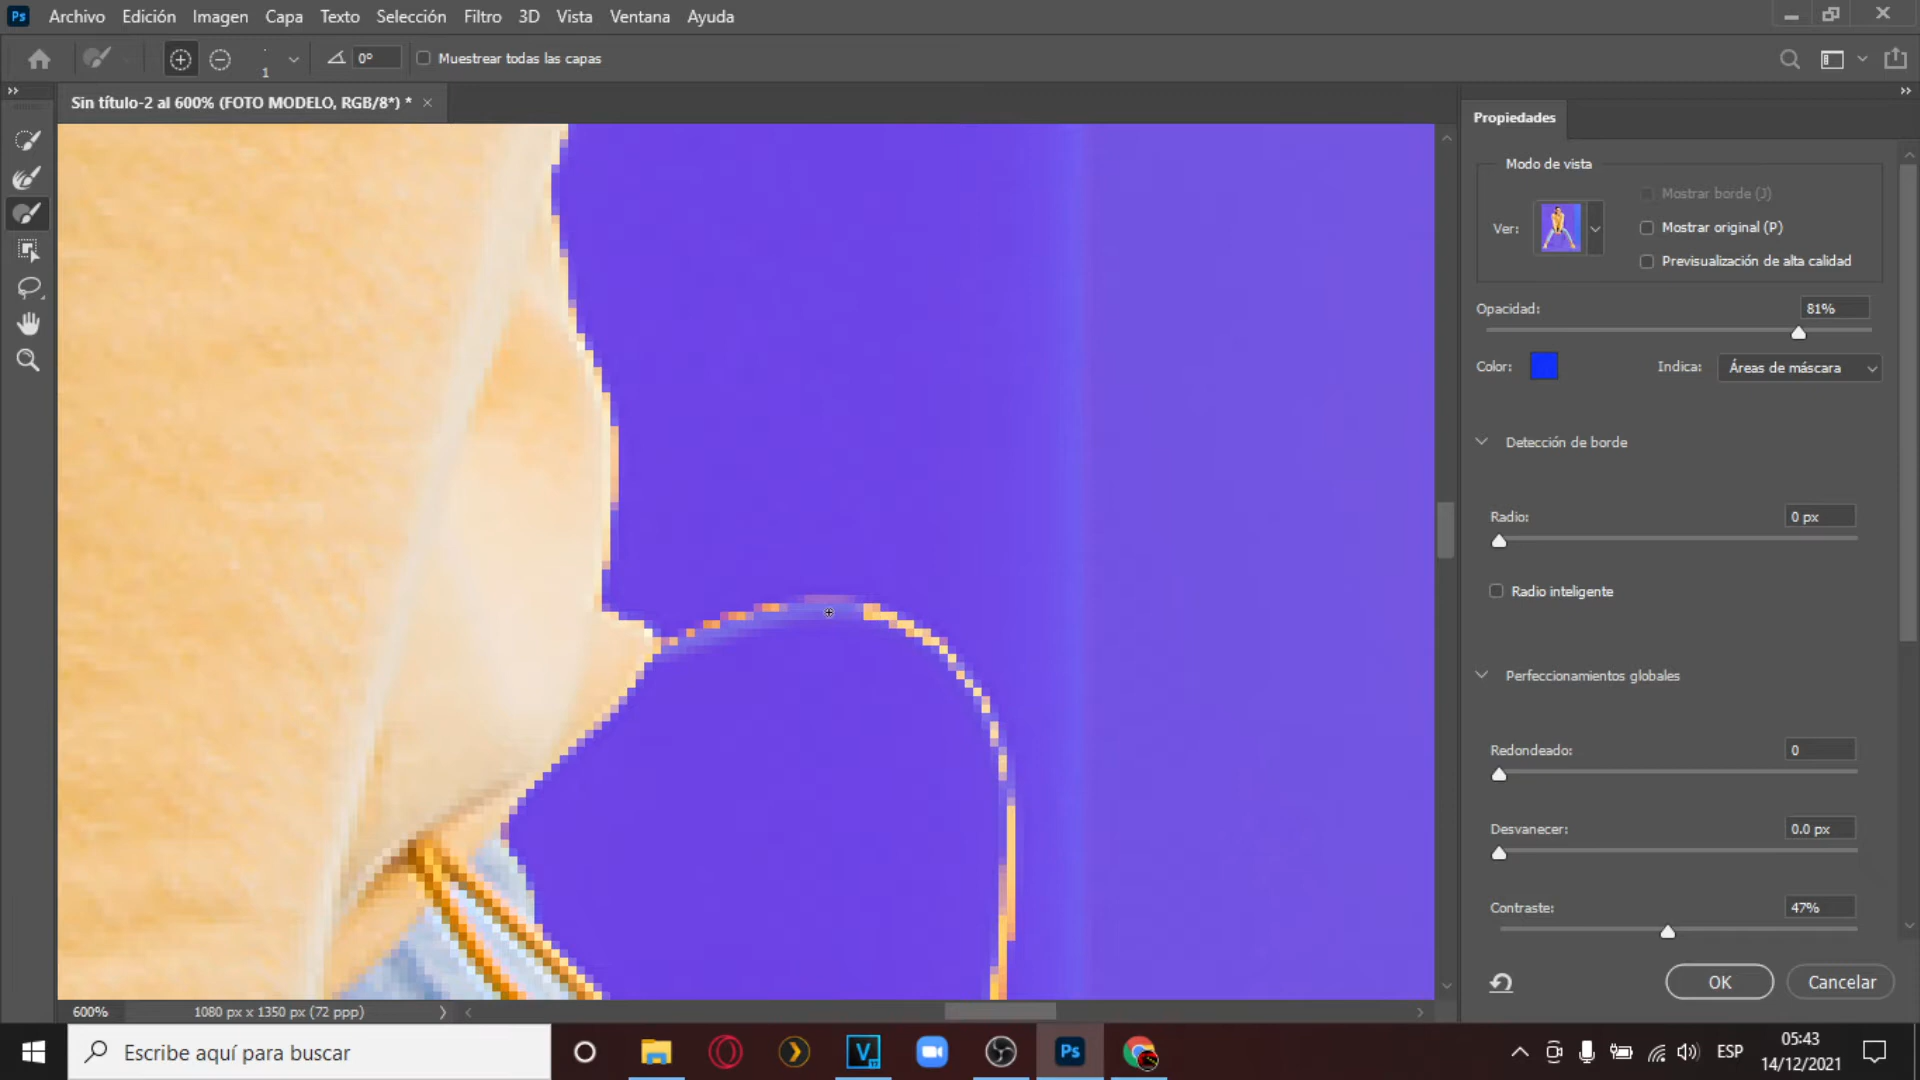 Ps Archivo Edición Imagen Capa Texto Selección Filtro 3D Vista Ventana Ayuda
1 0° Muestrear todas las capas
Sin título-2 al 600% (FOTO MODELO, RGB/8*) *
Propiedades
Modo de vista
Mostrar borde (J)
Ver: Mostrar original (P)
Previsualización de alta calidad
Opacidad: 81%
Color: Indica: Áreas de máscara
Detección de borde
Radio: 0 px
Radio inteligente
Perfeccionamientos globales
Redondeado: 0
Desvanecer: 0.0 px
Contraste: 47%
OK Cancelar
600% 1080 px x 1350 px (72 ppp)
Escribe aquí para buscar
V Ps
ESP 05:43
14/12/2021